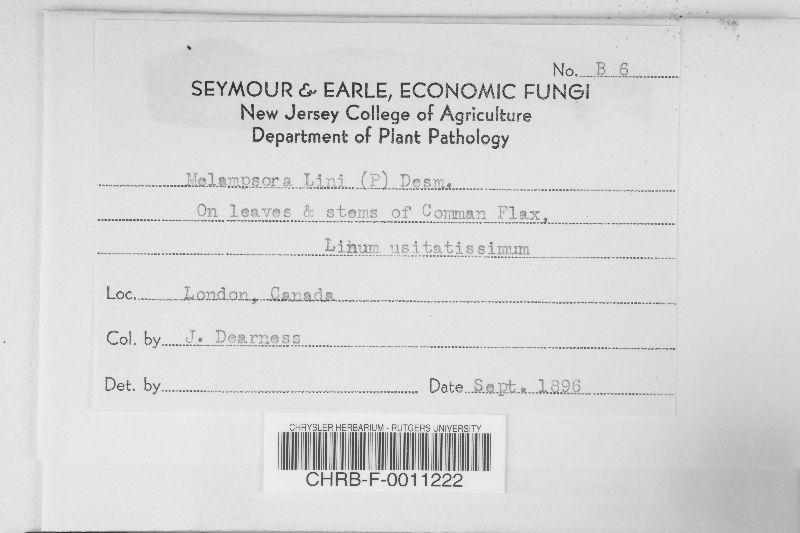 No. B 6
SEYMOUR & EARLE, ECONOMIC FUNGI
New Jersey College of Agriculture
Department of Plant Pathology
Melampsora Lini (P) Desm.
On leaves & stems of Comman Flax,
Linum usitatissimum
Loc. London, Canada
Col. by J. Dearness
Det. by Date Sept. 1896
CHRYSLER HERBARIUM - RUTGERS UNIVERSITY
CHRB-F-0011222